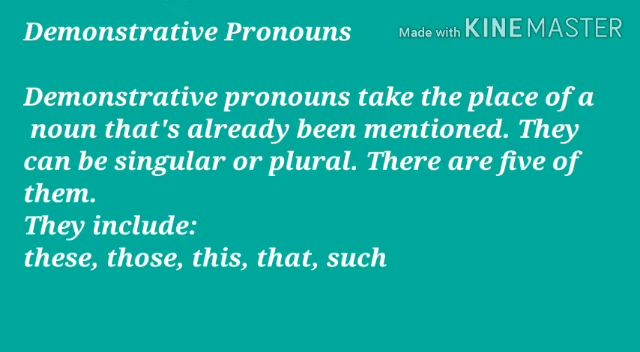 Demonstrative Pronouns
Made with KINEMASTER
Demonstrative pronouns take the place of a
noun that's already been mentioned. They
can be singular or plural. There are five of
them.
They include:
these, those, this, that, such